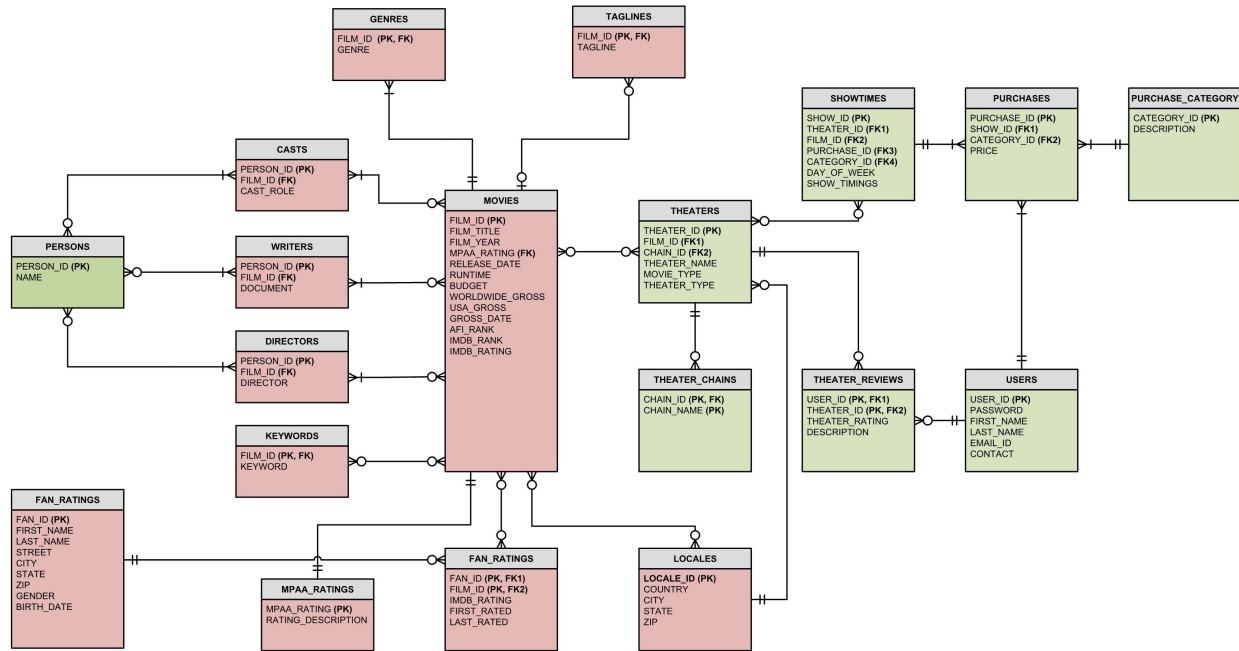 GENRES
FILM_ID (PK, FK)
GENRE
TAGLINES
FILM_ID (PK, FK)
TAGLINE
SHOWTIMES
SHOW_ID (PK)
THEATER_ID (FK1)
FILM_ID (FK2)
PURCHASE_ID (FK3)
CATEGORY_ID (FK4)
DAY_OF_WEEK
SHOW_TIMINGS
PURCHASES
PURCHASE_ID (PK)
SHOW_ID (FK1)
CATEGORY_ID (FK2)
PRICE
PURCHASE_CATEGORY
CATEGORY_ID (PK)
DESCRIPTION
CASTS
PERSON_ID (PK)
FILM_ID (FK)
CAST_ROLE
MOVIES
FILM_ID (PK)
FILM_TITLE
FILM_YEAR
MPAA_RATING (FK)
RELEASE_DATE
RUNTIME
BUDGET
WORLDWIDE_GROSS
USA_GROSS
GROSS_DATE
AFI_RANK
IMDB_RANK
IMDB_RATING
THEATERS
THEATER_ID (PK)
FILM_ID (FK1)
CHAIN_ID (FK2)
THEATER_NAME
MOVIE_TYPE
THEATER_TYPE
PERSONS
PERSON_ID (PK)
NAME
WRITERS
PERSON_ID (PK)
FILM_ID (FK)
DOCUMENT
DIRECTORS
PERSON_ID (PK)
FILM_ID (FK)
DIRECTOR
THEATER_CHAINS
CHAIN_ID (PK, FK)
CHAIN_NAME (PK)
THEATER_REVIEWS
USER_ID (PK, FK1)
THEATER_ID (PK, FK2)
THEATER_RATING
DESCRIPTION
USERS
USER_ID (PK)
PASSWORD
FIRST_NAME
LAST_NAME
EMAIL_ID
CONTACT
KEYWORDS
FILM_ID (PK, FK)
KEYWORD
FAN_RATINGS
FAN_ID (PK)
FIRST_NAME
LAST_NAME
STREET
CITY
STATE
ZIP
GENDER
BIRTH_DATE
MPAA_RATINGS
MPAA_RATING (PK)
RATING_DESCRIPTION
FAN_RATINGS
FAN_ID (PK, FK1)
FILM_ID (PK, FK2)
IMDB_RATING
FIRST_RATED
LAST_RATED
LOCALES
LOCALE_ID (PK)
COUNTRY
CITY
STATE
ZIP